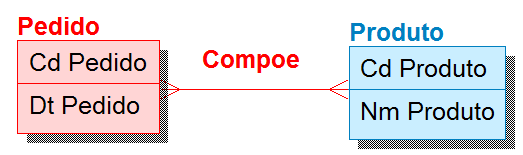 Pedido
Cd Pedido
Dt Pedido
Compoe
Produto
Cd Produto
Nm Produto